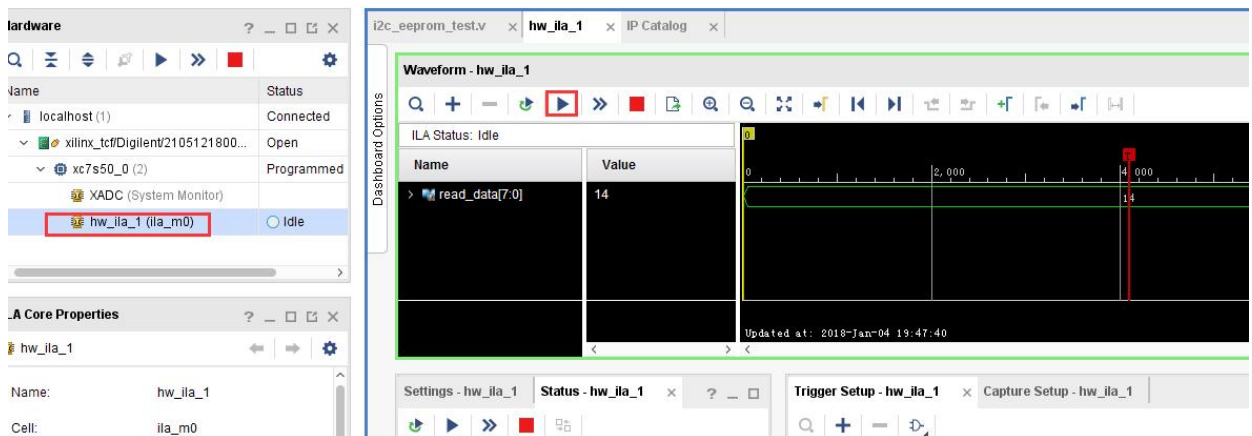 Hardware
Name Status
localhost (1) Connected
xilinx_tcf/Digilent/2105121800... Open
xc7s50_0 (2) Programmed
XADC (System Monitor)
hw_ila_1 (ila_m0) Idle
ILA Core Properties
hw_ila_1
Name: hw_ila_1
Cell: ila_m0
i2c_eeprom_test.v hw_ila_1 IP Catalog
Dashboard Options
Waveform - hw_ila_1
ILA Status: Idle
Name Value
read_data[7:0] 14
0
0 2,000 4,000
T
14
Updated at: 2018-Jan-04 19:47:40
Settings - hw_ila_1 Status - hw_ila_1
Trigger Setup - hw_ila_1 Capture Setup - hw_ila_1